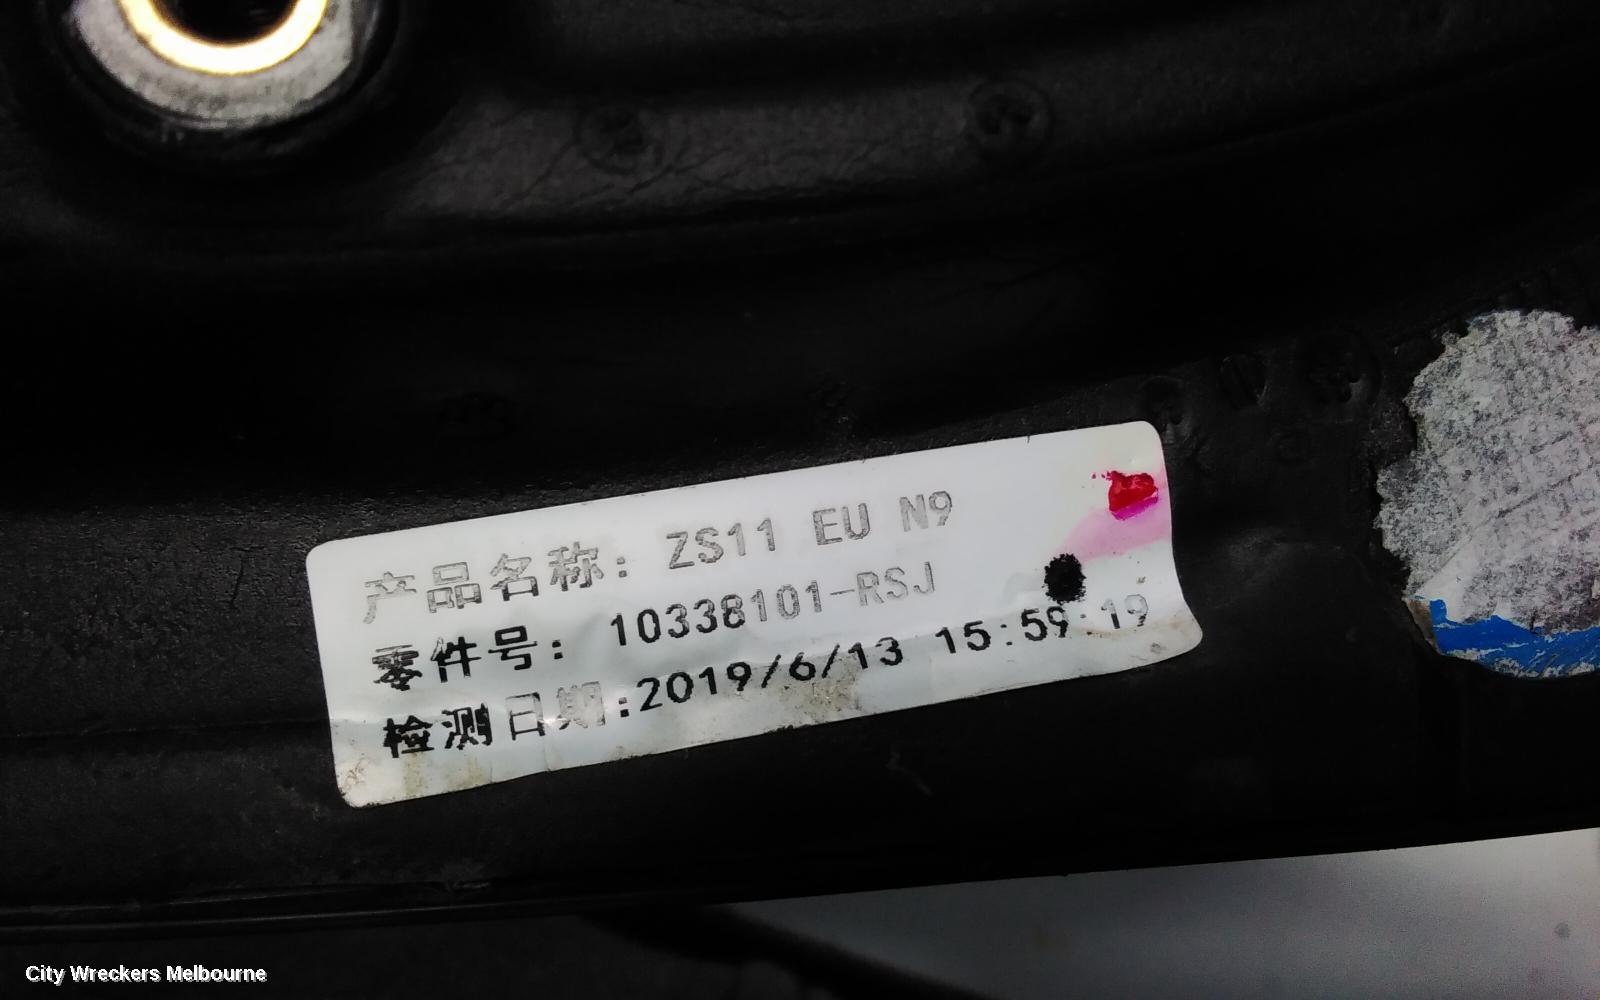 产品名称: ZS11 EU N9
零件号: 10338101-RSJ
检测日期:2019/6/13 15:59:19
City Wreckers Melbourne